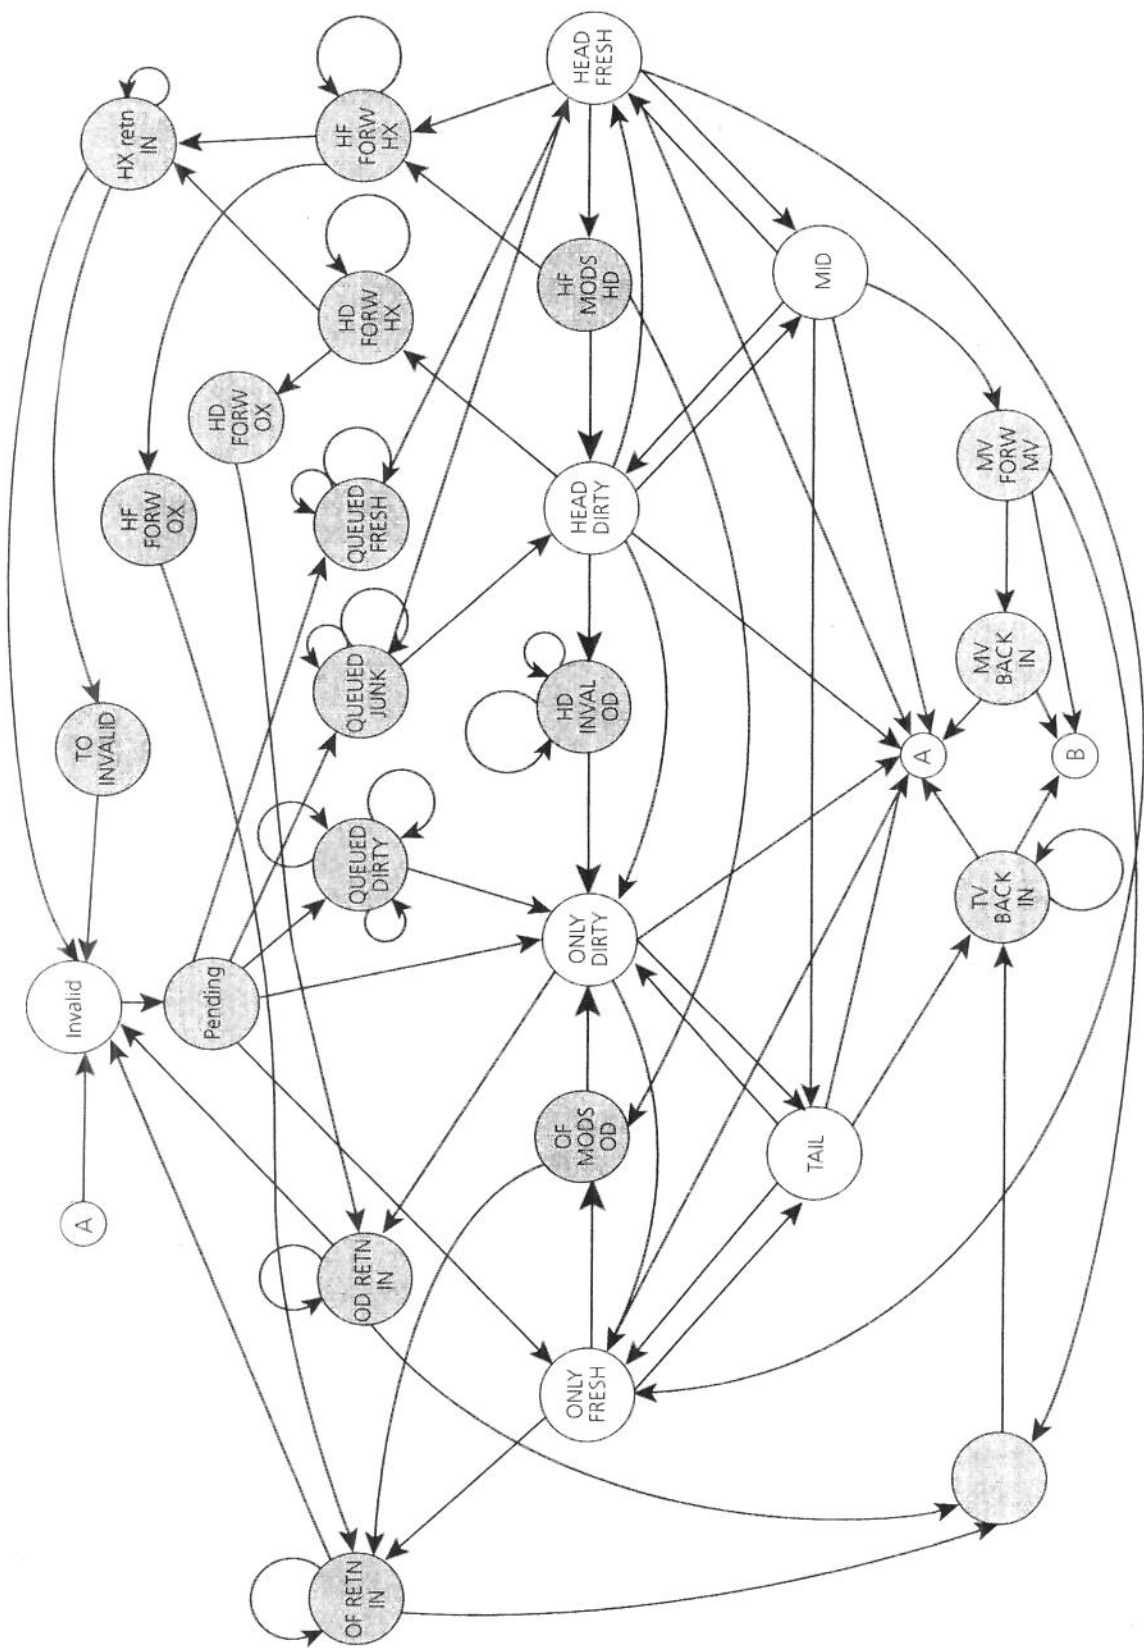 A
Invalid
TO
INVALID
HX retn
IN
HF
FORW
OX
Pending
HD
FORW
OX
OF RETN
IN
OD RETN
IN
QUEUED
DIRTY
QUEUED
JUNK
QUEUED
FRESH
HD
FORW
HX
HF
FORW
HX
ONLY
FRESH
OF
MODS
OD
ONLY
DIRTY
HD
INVAL
OD
HEAD
DIRTY
HF
MODS
HD
HEAD
FRESH
TAIL
MID
A
TV
BACK
IN
MV
BACK
IN
MV
FORW
MV
B